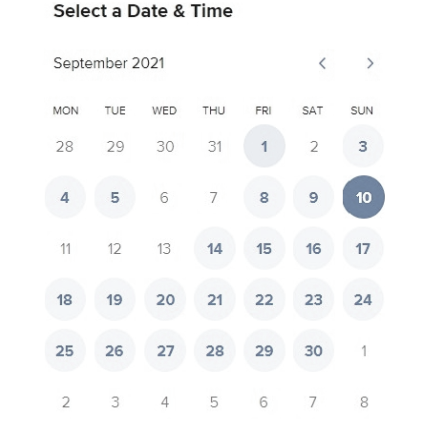 Select a Date & Time
September 2021
MON TUE WED THU FRI SAT SUN
28 29 30 31 1 2 3
4 5 6 7 8 9 10
11 12 13 14 15 16 17
18 19 20 21 22 23 24
25 26 27 28 29 30 1
2 3 4 5 6 7 8